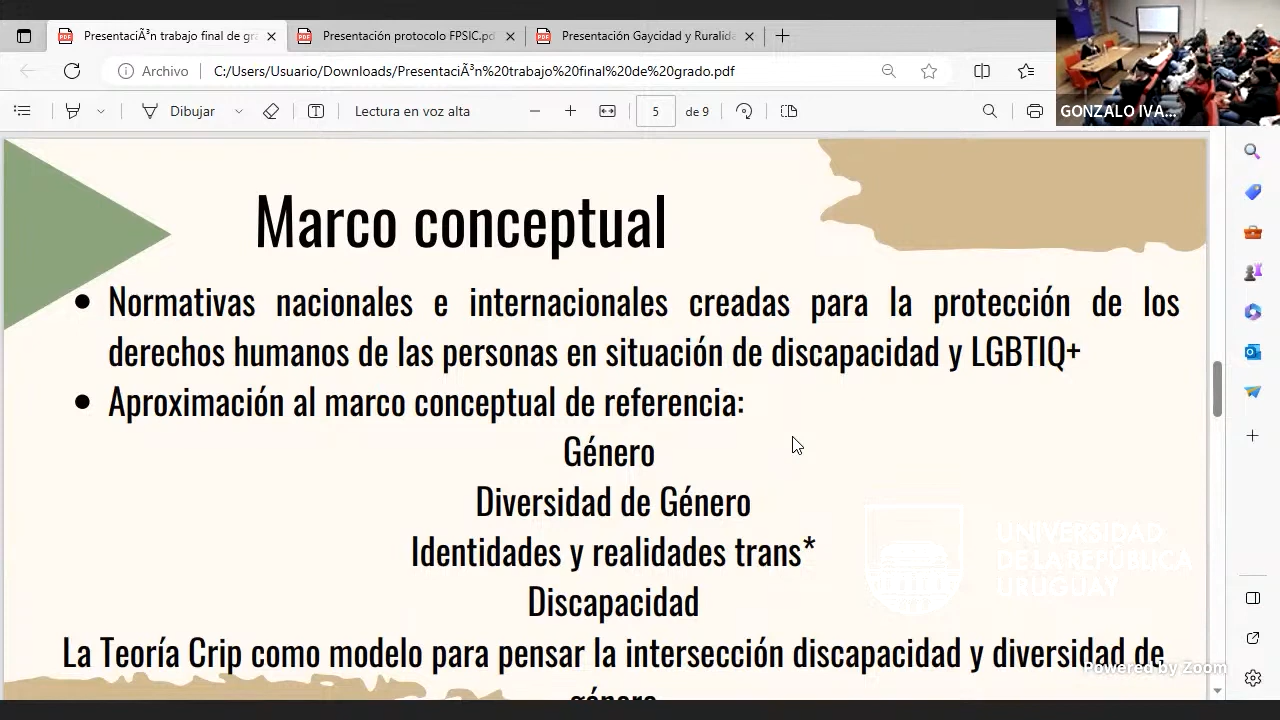 PresentaciÃ³n trabajo final de gra
Presentación protocolo FPSIC.pd
Presentación Gaycidad y Ruralida
Archivo
C:/Users/Usuario/Downloads/PresentaciÃ³n%20trabajo%20final%20de%20grado.pdf
Dibujar
Lectura en voz alt...
5
de 9
GONZALO IVA...
Marco conceptual
Normativas nacionales e internacionales creadas para la protección de los
derechos humanos de las personas en situación de discapacidad y LGBTIQ+
Aproximación al marco conceptual de referencia:
Género
Diversidad de Género
Identidades y realidades trans*
Discapacidad
La Teoría Crip como modelo para pensar la intersección discapacidad y diversidad de
género
UNIVERSIDAD
DE LA REPÚBLICA
URUGUAY
Powered by Zoom